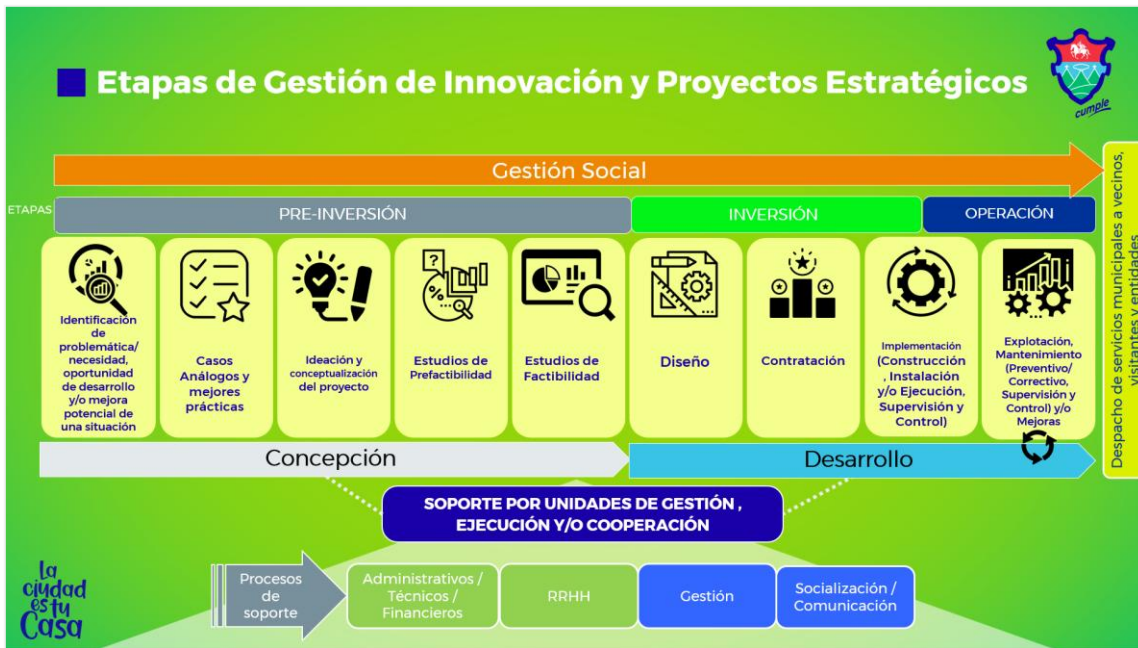 Etapas de Gestión de Innovación y Proyectos Estratégicos
cumple
Gestión Social
ETAPAS
PRE-INVERSIÓN
INVERSIÓN
OPERACIÓN
Identificación
de
problemática/
necesidad,
oportunidad
de desarrollo
y/o mejora
potencial de
una situación
Casos
Análogos y
mejores
prácticas
Ideación y
conceptualización
del proyecto
?
%
Estudios de
Prefactibilidad
Estudios de
Factibilidad
Diseño
Contratación
Implementación
(Construcción
, Instalación
y/o Ejecución,
Supervisión y
Control)
Explotación,
Mantenimiento
(Preventivo/
Correctivo,
Supervisión y
Control) y/o
Mejoras
Despacho de servicios municipales a vecinos,
visitantes y entidades
Concepción
Desarrollo
SOPORTE POR UNIDADES DE GESTIÓN ,
EJECUCIÓN Y/O COOPERACIÓN
La
ciudad
es tu
Casa
Procesos
de
soporte
Administrativos /
Técnicos /
Financieros
RRHH
Gestión
Socialización /
Comunicación